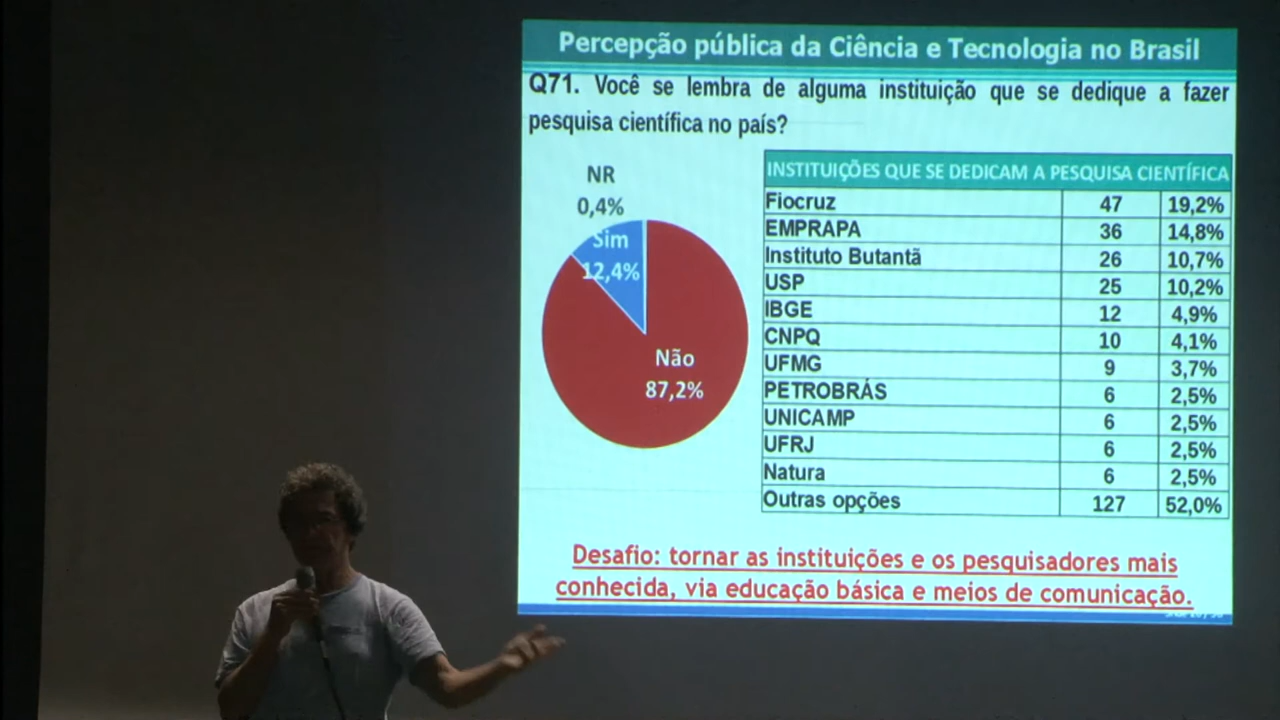 Percepção pública da Ciência e Tecnologia no Brasil
Q71. Você se lembra de alguma instituição que se dedique a fazer
pesquisa científica no país?
NR
0,4%
Sim
12,4%
Não
87,2%
INSTITUIÇÕES QUE SE DEDICAM A PESQUISA CIENTÍFICA
Fiocruz 47 19,2%
EMPRAPA 36 14,8%
Instituto Butantã 26 10,7%
USP 25 10,2%
IBGE 12 4,9%
CNPQ 10 4,1%
UFMG 9 3,7%
PETROBRÁS 6 2,5%
UNICAMP 6 2,5%
UFRJ 6 2,5%
Natura 6 2,5%
Outras opções 127 52,0%
Desafio: tornar as instituições e os pesquisadores mais
conhecida, via educação básica e meios de comunicação.